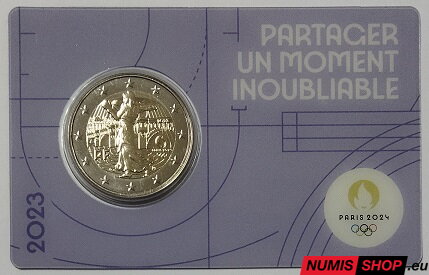 PARTAGER
UN MOMENT
INOUBLIABLE
2023
PARIS 2024
NUMIS SHOP.eu